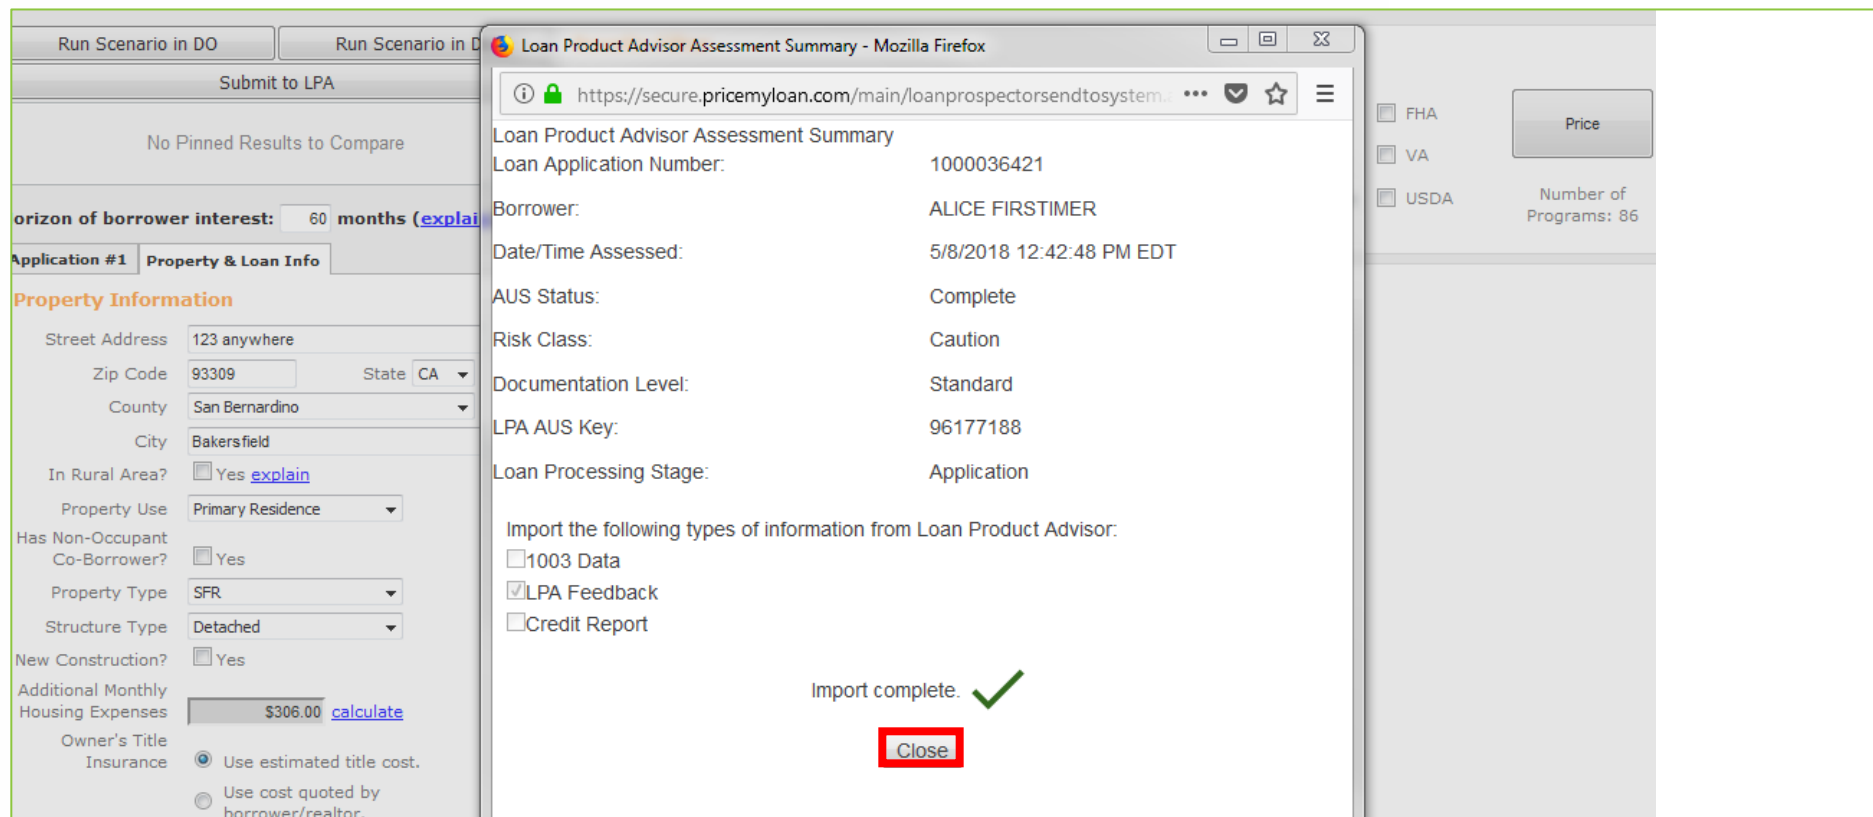 Run Scenario in DO
Run Scenario in D
Submit to LPA
No Pinned Results to Compare
orizon of borrower interest: 60 months (explai
Application #1 Property & Loan Info
Property Information
Street Address 123 anywhere
Zip Code 93309 State CA
County San Bernardino
City Bakersfield
In Rural Area? Yes explain
Property Use Primary Residence
Has Non-Occupant
Co-Borrower? Yes
Property Type SFR
Structure Type Detached
New Construction? Yes
Additional Monthly
Housing Expenses $306.00 calculate
Owner's Title
Insurance Use estimated title cost.
Use cost quoted by
borrower/realtor.
Loan Product Advisor Assessment Summary - Mozilla Firefox
https://secure.pricemyloan.com/main/loanprospectorsendtosystem.
Loan Product Advisor Assessment Summary
Loan Application Number: 1000036421
Borrower: ALICE FIRSTIMER
Date/Time Assessed: 5/8/2018 12:42:48 PM EDT
AUS Status: Complete
Risk Class: Caution
Documentation Level: Standard
LPA AUS Key: 96177188
Loan Processing Stage: Application
Import the following types of information from Loan Product Advisor:
1003 Data
LPA Feedback
Credit Report
Import complete.
Close
FHA
VA
USDA
Price
Number of
Programs: 86